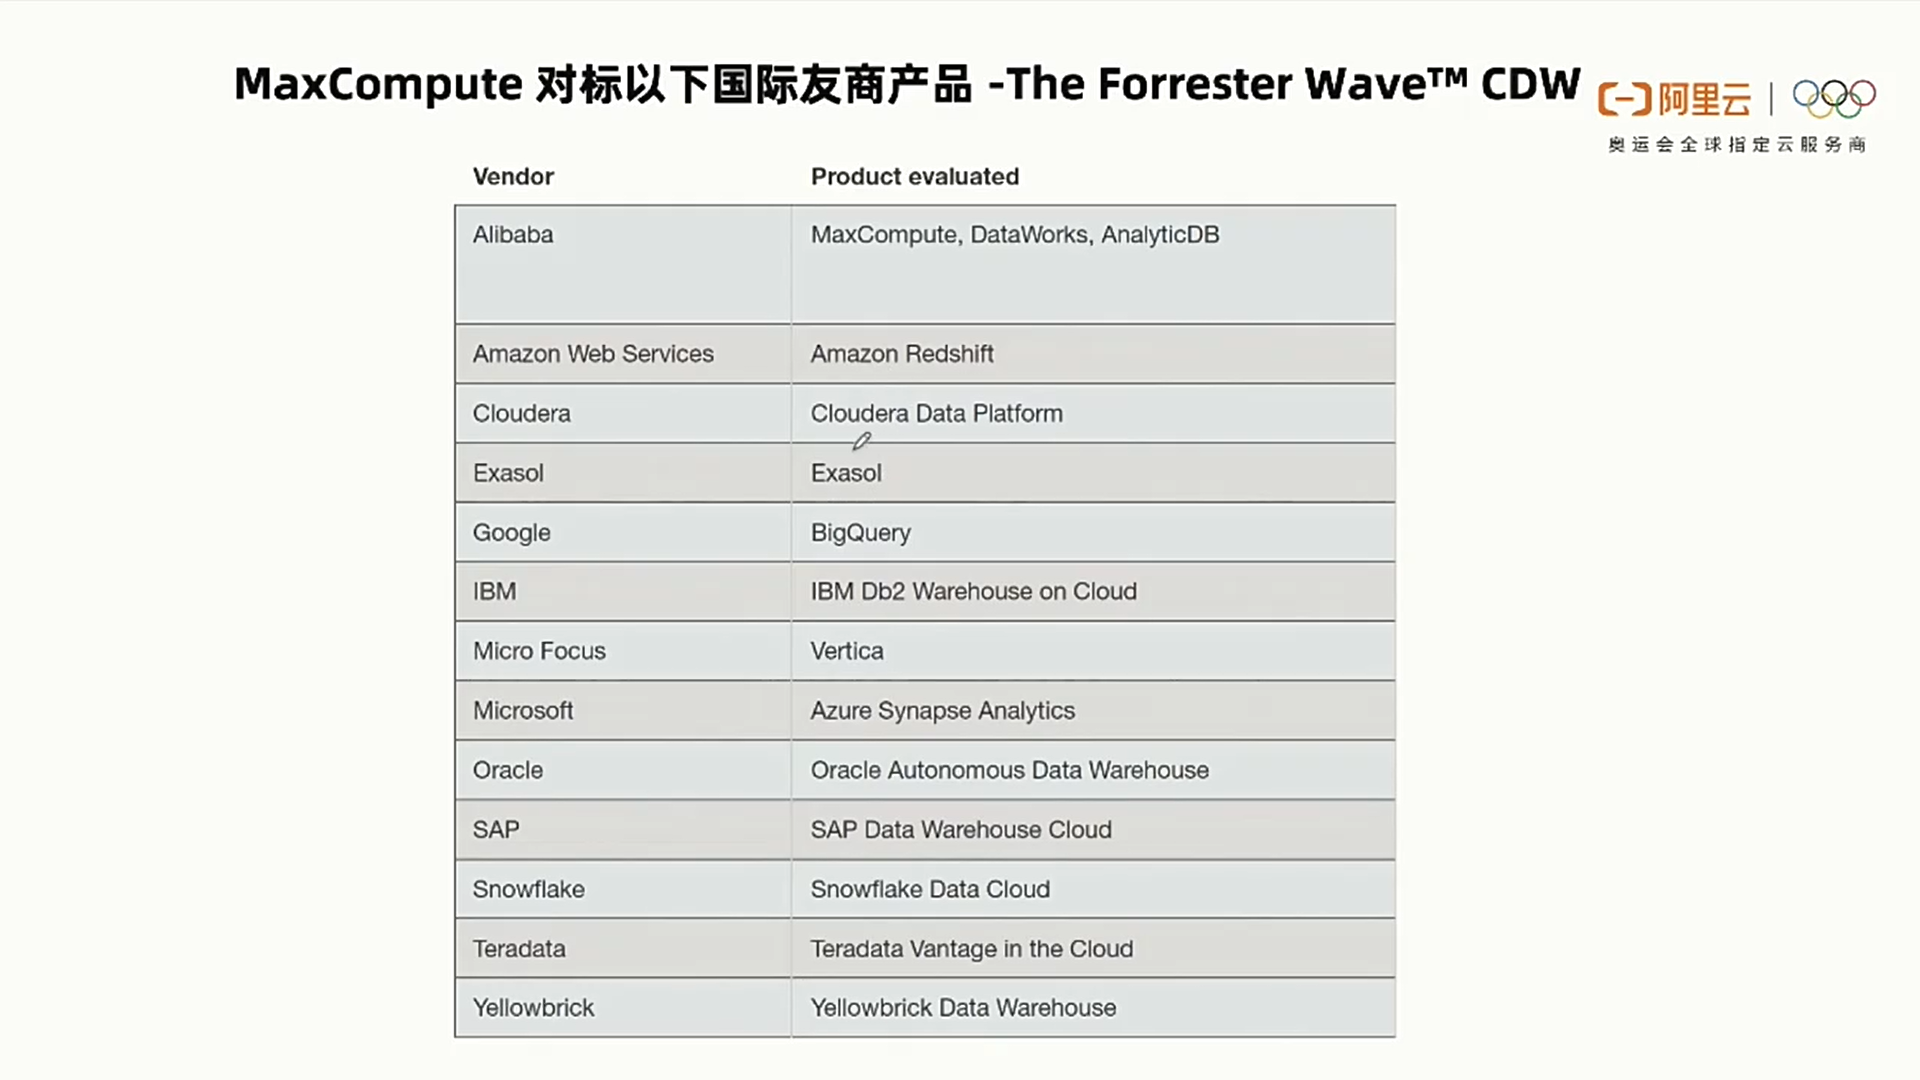 MaxCompute 对标以下国际友商产品 -The Forrester Wave™ CDW
阿里云
奥运会全球指定云服务商
Vendor Product evaluated
Alibaba MaxCompute, DataWorks, AnalyticDB
Amazon Web Services Amazon Redshift
Cloudera Cloudera Data Platform
Exasol Exasol
Google BigQuery
IBM IBM Db2 Warehouse on Cloud
Micro Focus Vertica
Microsoft Azure Synapse Analytics
Oracle Oracle Autonomous Data Warehouse
SAP SAP Data Warehouse Cloud
Snowflake Snowflake Data Cloud
Teradata Teradata Vantage in the Cloud
Yellowbrick Yellowbrick Data Warehouse